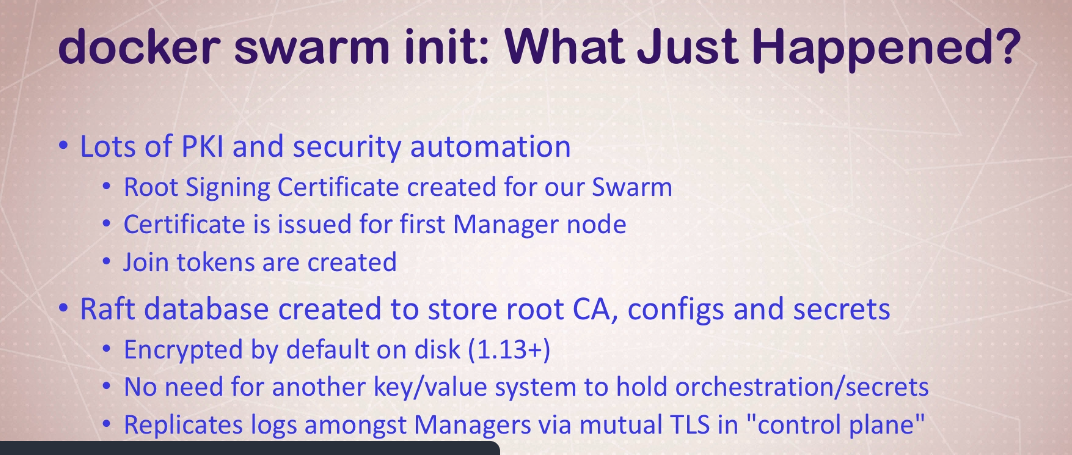 docker swarm init: What Just Happened?
• Lots of PKI and security automation
• Root Signing Certificate created for our Swarm
• Certificate is issued for first Manager node
• Join tokens are created
• Raft database created to store root CA, configs and secrets
• Encrypted by default on disk (1.13+)
• No need for another key/value system to hold orchestration/secrets
• Replicates logs amongst Managers via mutual TLS in "control plane"